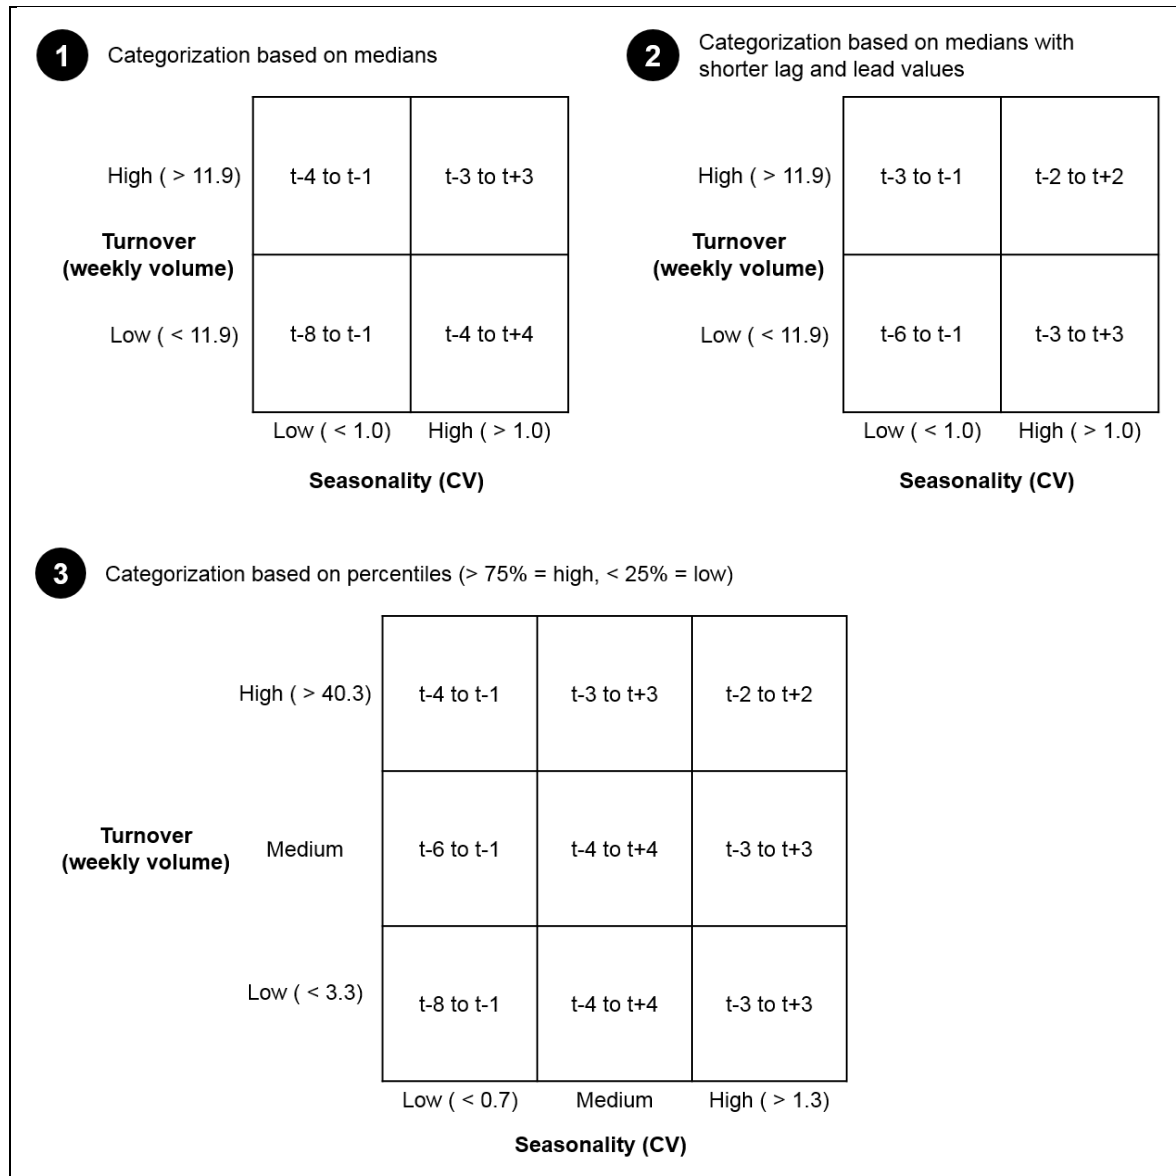 1
Categorization based on medians
High ( > 11.9)
t-4 to t-1
t-3 to t+3
Turnover
(weekly volume)
Low ( < 11.9)
t-8 to t-1
t-4 to t+4
Low ( < 1.0)
High ( > 1.0)
Seasonality (CV)
2
Categorization based on medians with
shorter lag and lead values
High ( > 11.9)
t-3 to t-1
t-2 to t+2
Turnover
(weekly volume)
Low ( < 11.9)
t-6 to t-1
t-3 to t+3
Low ( < 1.0)
High ( > 1.0)
Seasonality (CV)
3
Categorization based on percentiles (> 75% = high, < 25% = low)
High ( > 40.3)
t-4 to t-1
t-3 to t+3
t-2 to t+2
Turnover
(weekly volume)
Medium
t-6 to t-1
t-4 to t+4
t-3 to t+3
Low ( < 3.3)
t-8 to t-1
t-4 to t+4
t-3 to t+3
Low ( < 0.7)
Medium
High ( > 1.3)
Seasonality (CV)